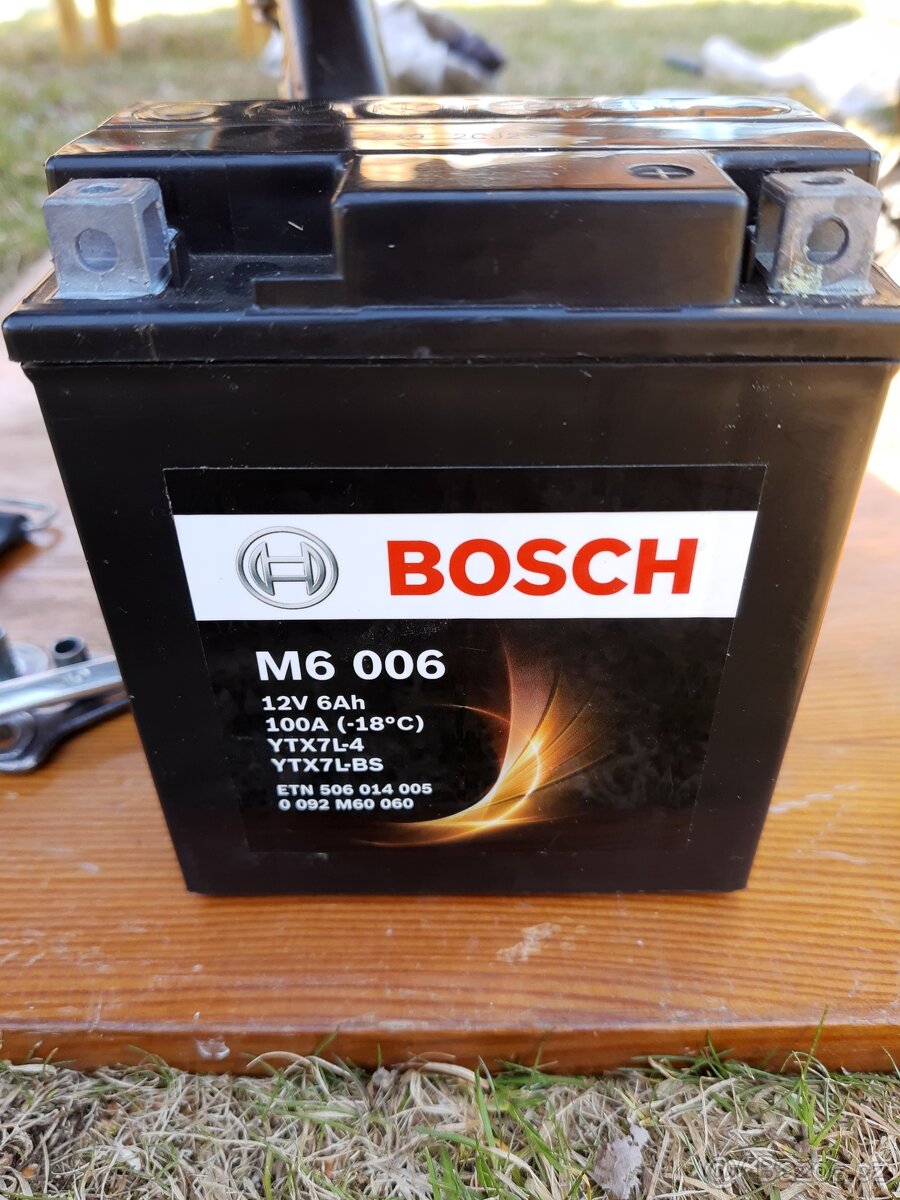 BOSCH
M6 006
12V 6Ah
100A (-18°C)
YTX7L-4
YTX7L-BS
ETN 506 014 005
0 092 M60 060